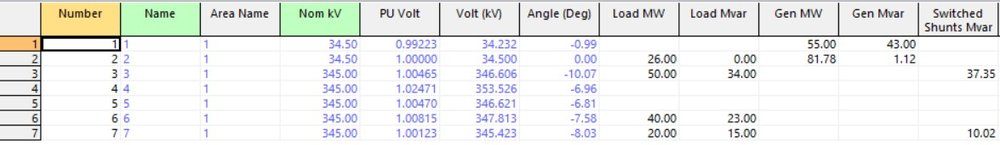 Number Name Area Name Nom kV PU Volt Volt (kV) Angle (Deg) Load MW Load Mvar Gen MW Gen Mvar Switched Shunts Mvar
1 1 1 1 34.50 0.99223 34.232 -0.99 55.00 43.00
2 2 2 1 34.50 1.00000 34.500 0.00 26.00 0.00 81.78 1.12
3 3 3 1 345.00 1.00465 346.606 -10.07 50.00 34.00 37.35
4 4 4 1 345.00 1.02471 353.526 -6.96
5 5 5 1 345.00 1.00470 346.621 -6.81
6 6 6 1 345.00 1.00815 347.813 -7.58 40.00 23.00
7 7 7 1 345.00 1.00123 345.423 -8.03 20.00 15.00 10.02